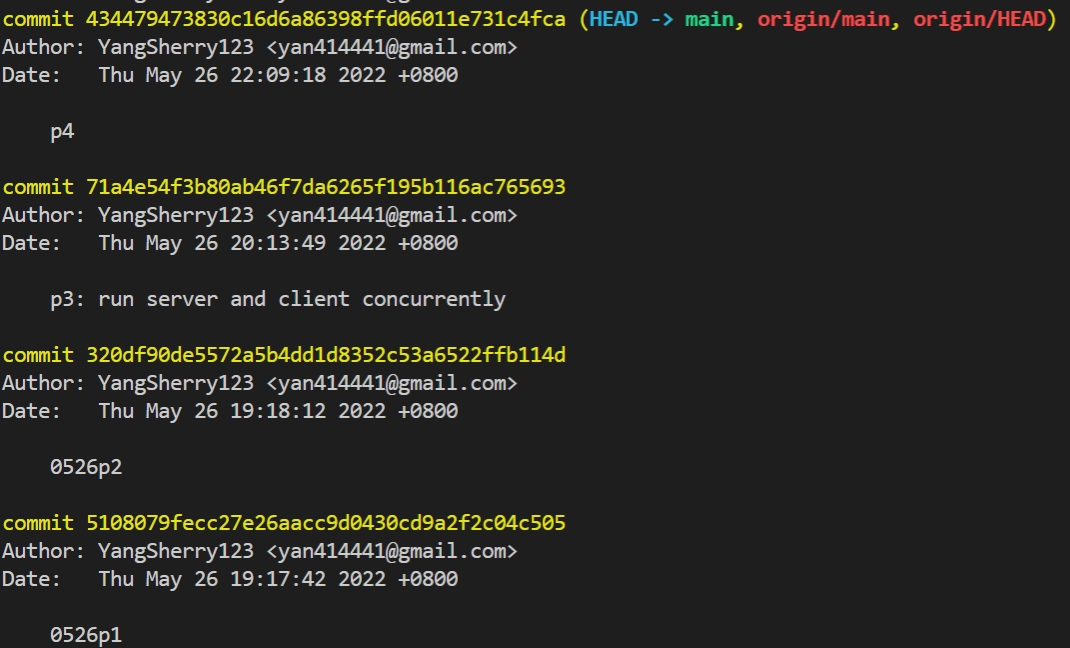 commit 434479473830c16d6a86398ffd06011e731c4fca (HEAD -> main, origin/main, origin/HEAD)
Author: YangSherry123 <yan414441@gmail.com>
Date:   Thu May 26 22:09:18 2022 +0800
p4
commit 71a4e54f3b80ab46f7da6265f195b116ac765693
Author: YangSherry123 <yan414441@gmail.com>
Date:   Thu May 26 20:13:49 2022 +0800
p3: run server and client concurrently
commit 320df90de5572a5b4dd1d8352c53a6522ffb114d
Author: YangSherry123 <yan414441@gmail.com>
Date:   Thu May 26 19:18:12 2022 +0800
0526p2
commit 5108079fecc27e26aacc9d0430cd9a2f2c04c505
Author: YangSherry123 <yan414441@gmail.com>
Date:   Thu May 26 19:17:42 2022 +0800
0526p1